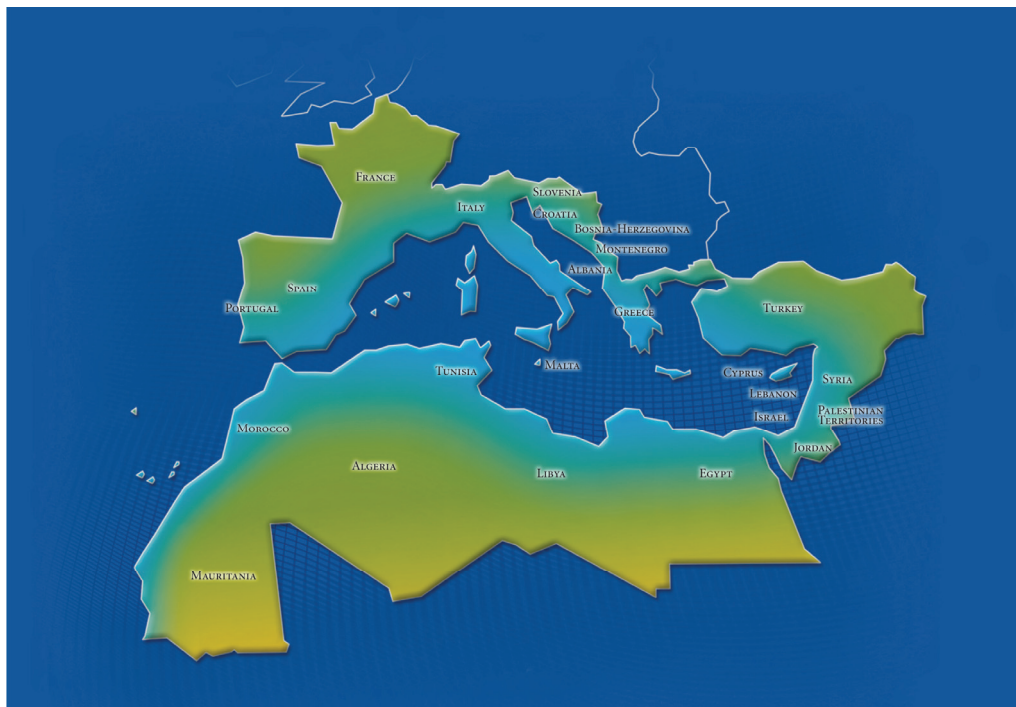 France
Slovenia
Italy
Croatia
Bosnia-Herzegovina
Montenegro
Albania
Spain
Portugal
Greece
Turkey
Malta
Tunisia
Cyprus
Syria
Lebanon
Palestinian
Territories
Israel
Morocco
Jordan
Algeria
Libya
Egypt
Mauritania